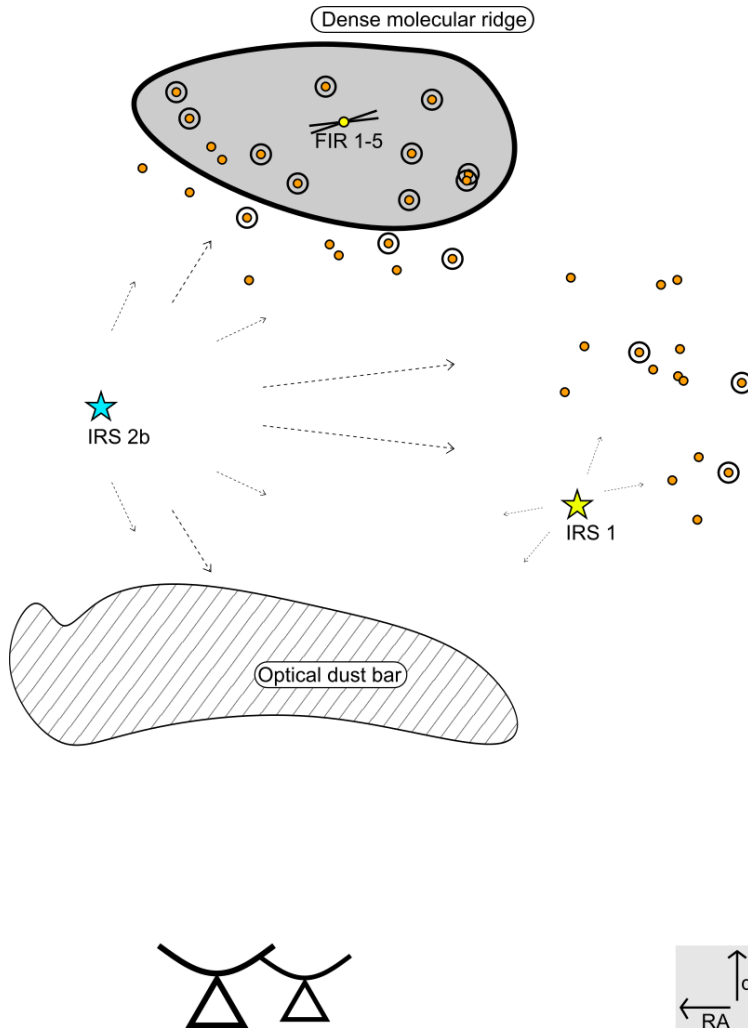 Dense molecular ridge
FIR 1-5
IRS 2b
IRS 1
Optical dust bar
RA